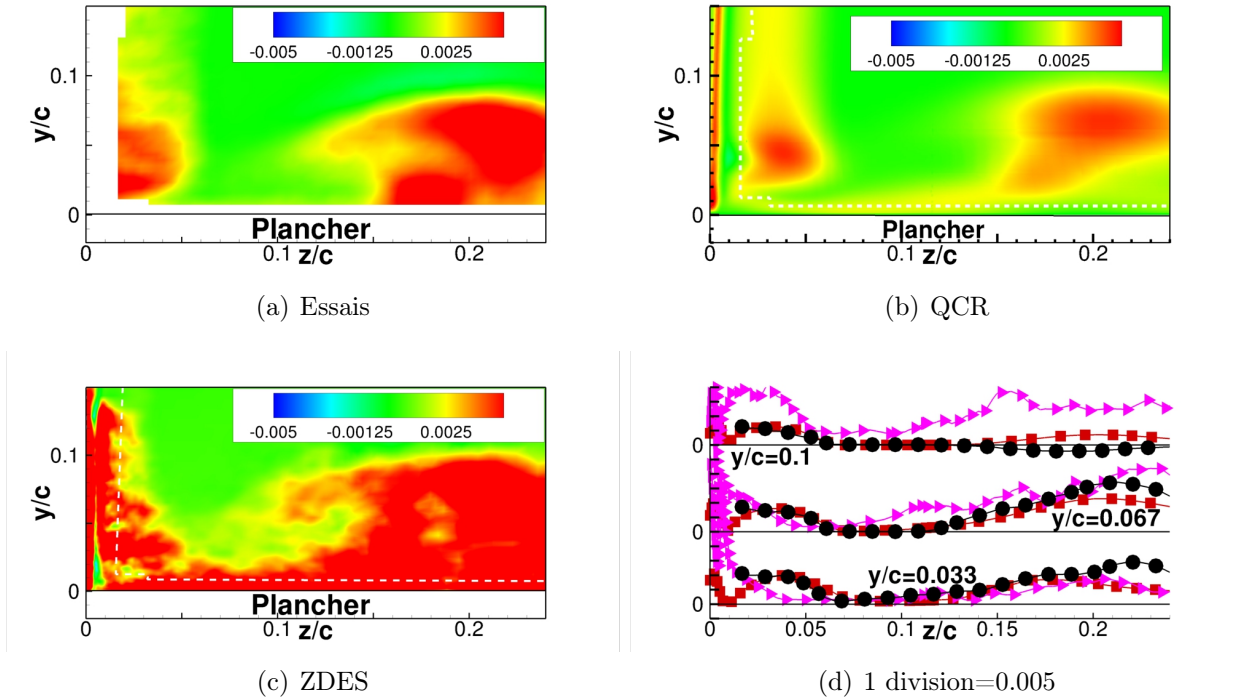 -0.005 -0.00125 0.0025
y/c
0.1
0
Plancher
0 0.1 z/c 0.2
(a) Essais
-0.005 -0.00125 0.0025
y/c
0.1
0
Plancher
0 0.1 z/c 0.2
(b) QCR
-0.005 -0.00125 0.0025
y/c
0.1
0
Plancher
0 0.1 z/c 0.2
(c) ZDES
0
y/c=0.1
0
y/c=0.067
0
y/c=0.033
0 0.05 0.1 z/c 0.15 0.2
(d) 1 division=0.005